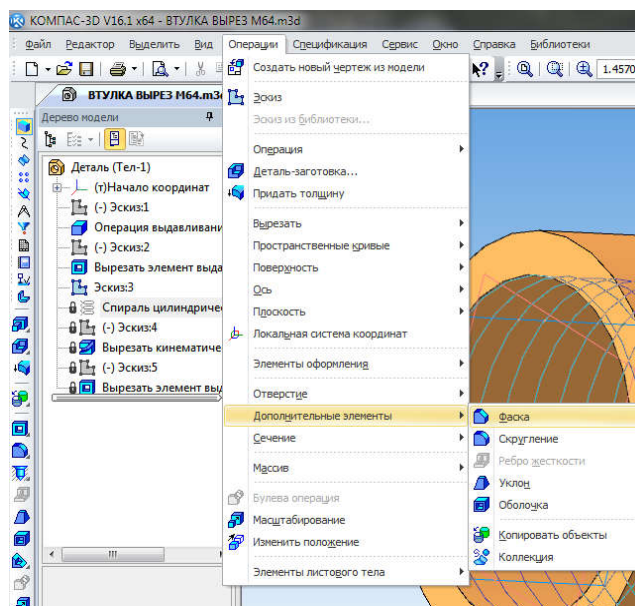 КОМПАС-3D V16.1 x64 - ВТУЛКА ВЫРЕЗ М64.m3d
Файл Редактор Выделить Вид Операции Спецификация Сервис Окно Справка Библиотеки
1.4570
ВТУЛКА ВЫРЕЗ М64.m3d
Дерево модели
Деталь (Тел-1)
(т)Начало координат
(-) Эскиз:1
Операция выдавливани
(-) Эскиз:2
Вырезать элемент выда
Эскиз:3
Спираль цилиндриче
(-) Эскиз:4
Вырезать кинематиче
(-) Эскиз:5
Вырезать элемент выд
Создать новый чертеж из модели
Эскиз
Эскиз из библиотеки...
Операция
Деталь-заготовка...
Придать толщину
Вырезать
Пространственные кривые
Поверхность
Ось
Плоскость
Локальная система координат
Элементы оформления
Отверстие
Дополнительные элементы
Сечение
Массив
Булева операция
Масштабирование
Изменить положение
Элементы листового тела
Фаска
Скругление
Ребро жесткости
Уклон
Оболочка
Копировать объекты
Коллекция